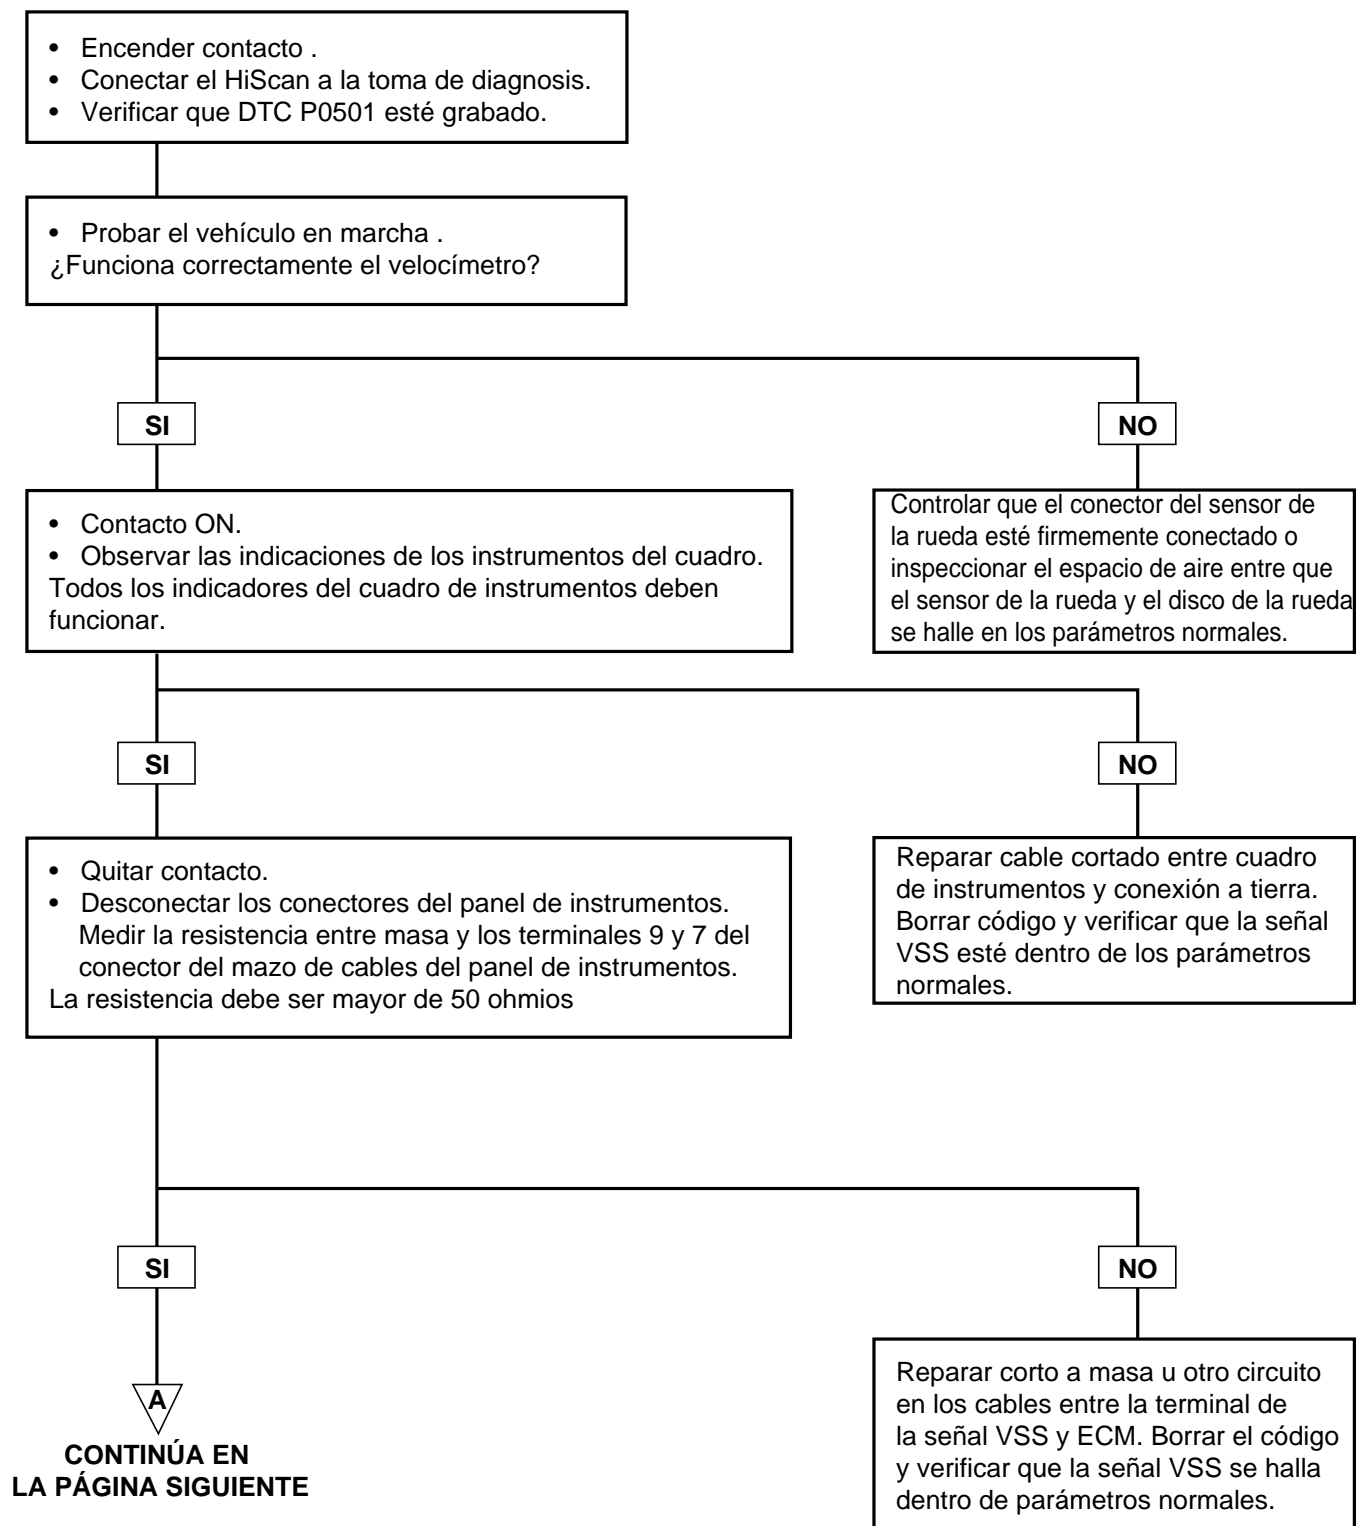 • Encender contacto .
• Conectar el HiScan a la toma de diagnosis.
• Verificar que DTC P0501 esté grabado.
• Probar el vehículo en marcha .
¿Funciona correctamente el velocímetro?
SI
NO
• Contacto ON.
• Observar las indicaciones de los instrumentos del cuadro.
Todos los indicadores del cuadro de instrumentos deben
funcionar.
Controlar que el conector del sensor de
la rueda esté firmemente conectado o
inspeccionar el espacio de aire entre que
el sensor de la rueda y el disco de la rueda
se halle en los parámetros normales.
SI
NO
• Quitar contacto.
• Desconectar los conectores del panel de instrumentos.
Medir la resistencia entre masa y los terminales 9 y 7 del
conector del mazo de cables del panel de instrumentos.
La resistencia debe ser mayor de 50 ohmios
Reparar cable cortado entre cuadro
de instrumentos y conexión a tierra.
Borrar código y verificar que la señal
VSS esté dentro de los parámetros
normales.
SI
NO
A
CONTINÚA EN
LA PÁGINA SIGUIENTE
Reparar corto a masa u otro circuito
en los cables entre la terminal de
la señal VSS y ECM. Borrar el código
y verificar que la señal VSS se halla
dentro de parámetros normales.